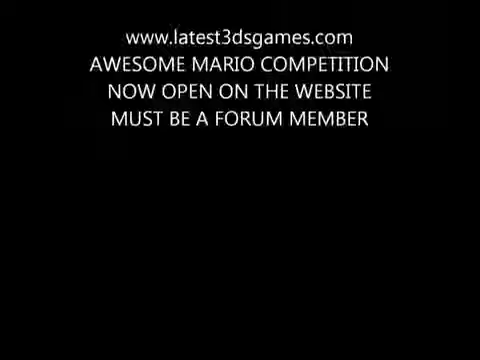 www.latest3dsgames.com
AWESOME MARIO COMPETITION
NOW OPEN ON THE WEBSITE
MUST BE A FORUM MEMBER